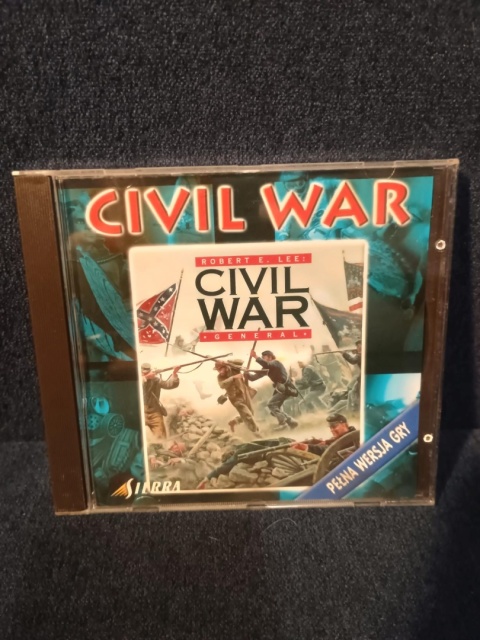 CIVIL WAR
ROBERT E. LEE:
CIVIL
WAR
• GENERAL •
SIERRA
PEŁNA WERSJA GRY